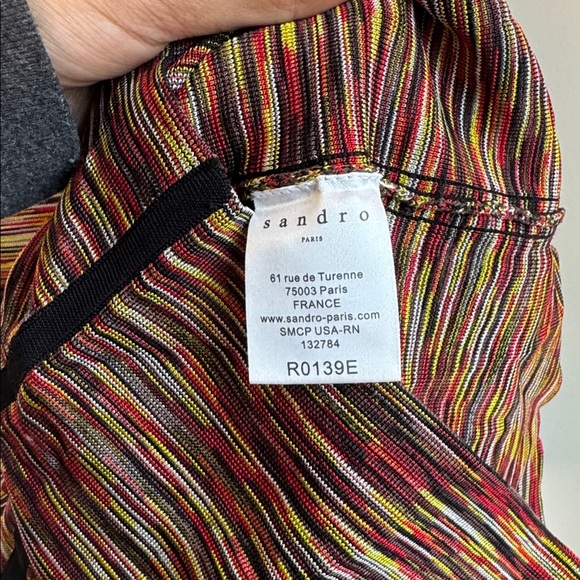 sandro
PARIS
61 rue de Turenne
75003 Paris
FRANCE
www.sandro-paris.com
SMCP USA-RN
132784
R0139E